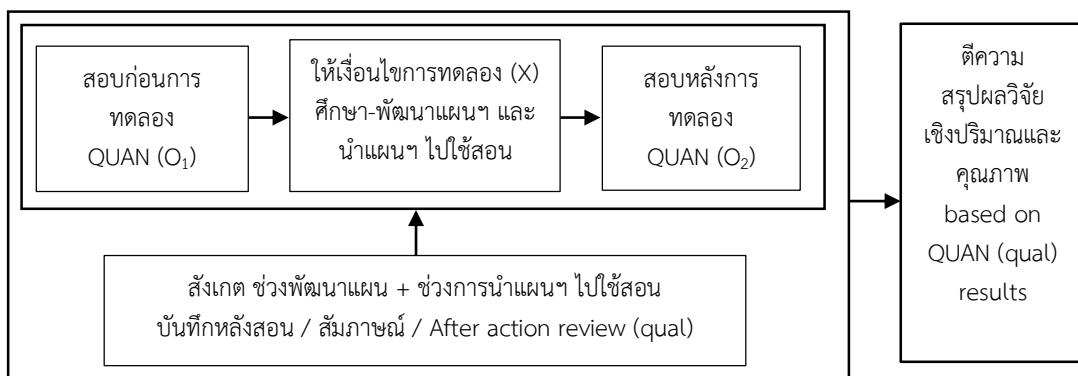 สอบก่อนการ
ทดลอง
QUAN (O₁)
ให้เงื่อนไขการทดลอง (X)
ศึกษา-พัฒนาแผนฯ และ
นำแผนฯ ไปใช้สอน
สอบหลังการ
ทดลอง
QUAN (O₂)
สังเกต ช่วงพัฒนาแผน + ช่วงการนำแผนฯ ไปใช้สอน
บันทึกหลังสอน / สัมภาษณ์ / After action review (qual)
ตีความ
สรุปผลวิจัย
เชิงปริมาณและ
คุณภาพ
based on
QUAN (qual)
results